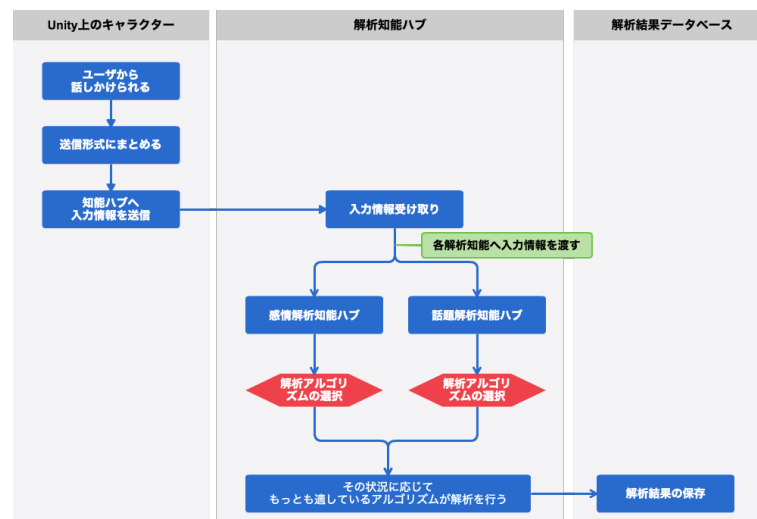 Unity上のキャラクター
解析知能ハブ
解析結果データベース
ユーザから
話しかけられる
送信形式にまとめる
知能ハブへ
入力情報を送信
入力情報受け取り
各解析知能へ入力情報を渡す
感情解析知能ハブ
話題解析知能ハブ
解析アルゴリ
ズムの選択
解析アルゴリ
ズムの選択
その状況に応じて
もっとも適しているアルゴリズムが解析を行う
解析結果の保存